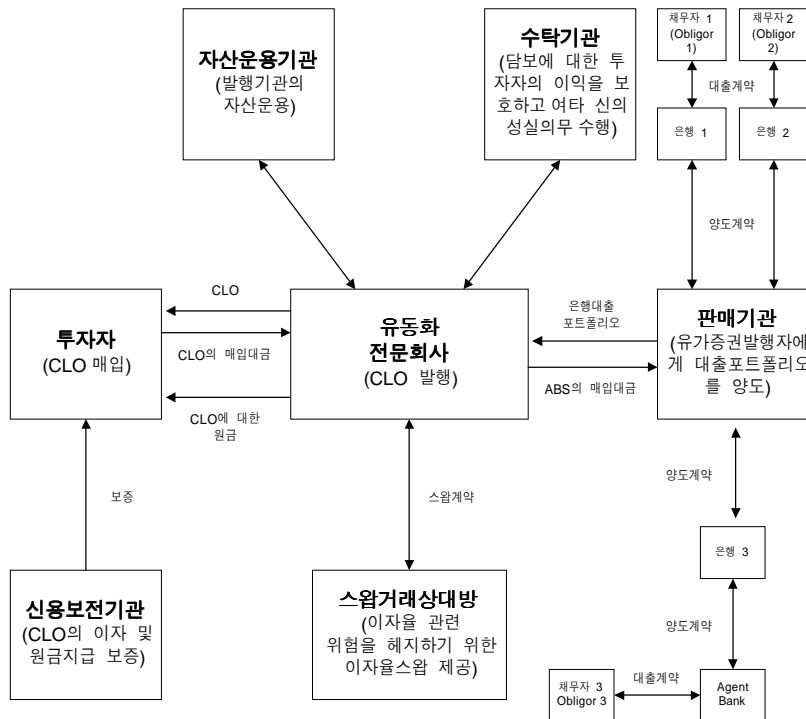 채무자 1
(Obligor
1)
채무자 2
(Obligor
2)
자산운용기관
(발행기관의
자산운용)
수탁기관
(담보에 대한 투
자자의 이익을 보
호하고 여타 신의
성실의무 수행)
대출계약
은행 1
은행 2
양도계약
투자자
(CLO 매입)
CLO
CLO의 매입대금
CLO에 대한
원금
유동화
전문회사
(CLO 발행)
은행대출
포트폴리오
ABS의 매입대금
판매기관
(유가증권발행자에
게 대출포트폴리오
를 양도)
보증
스왑계약
양도계약
은행 3
신용보전기관
(CLO의 이자 및
원금지급 보증)
스왑거래상대방
(이자율 관련
위험을 헤지하기 위한
이자율스왑 제공)
양도계약
채무자 3
Obligor 3
대출계약
Agent
Bank